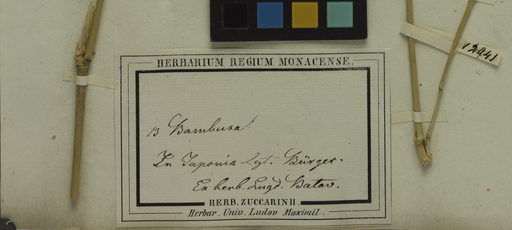 HERBARIUM REGIUM MONACENSE.
12941
13 Bambusa
In Japonia lgt. Bürger.
Ex herb. Lugd. Batav.
HERB. ZUCCARINII.
Herbar. Univ. Ludov Maximil.